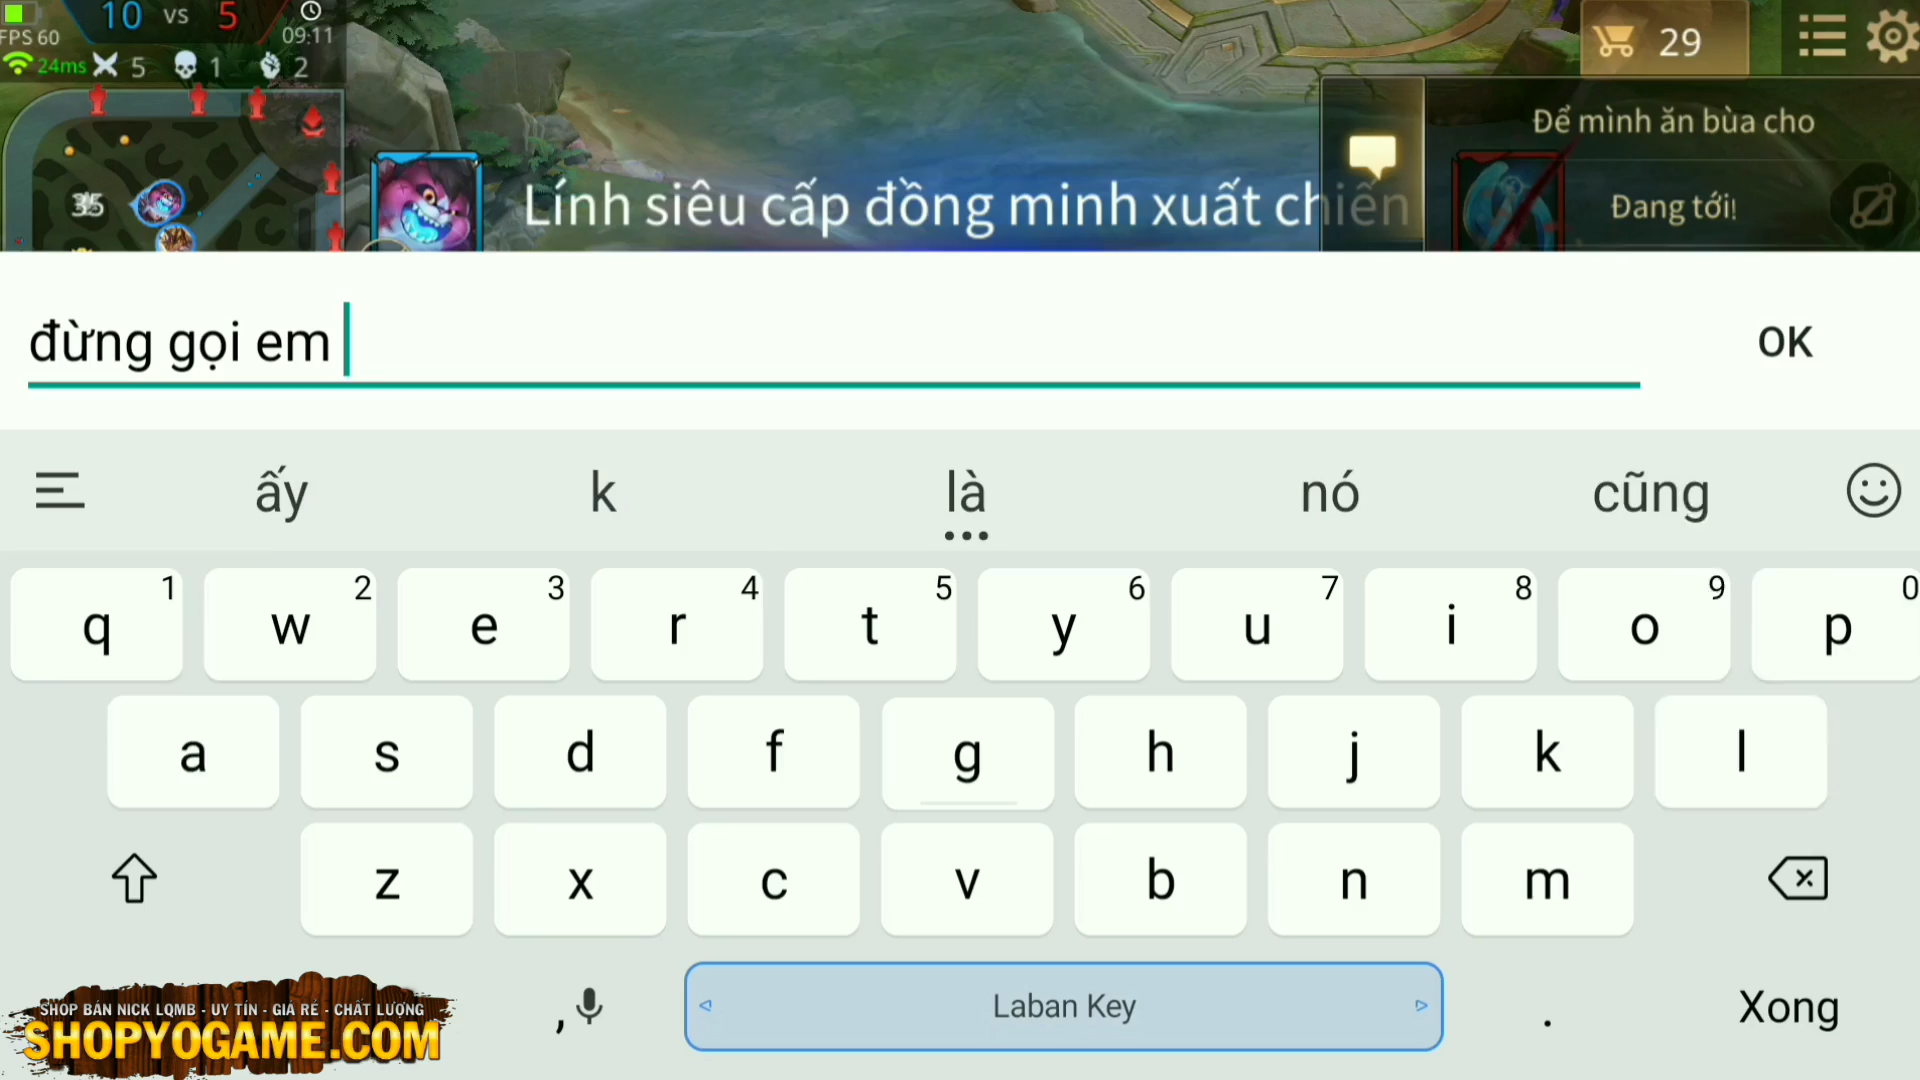 10 vs 5
09:11
FPS 60
24ms
5
1
2
29
35
Để mình ăn bùa cho
Đang tới!
Lính siêu cấp đồng minh xuất chiến
đừng gọi em
OK
ấy k là nó cũng
1 2 3 4 5 6 7 8 9 0
q w e r t y u i o p
a s d f g h j k l
z x c v b n m
, Laban Key . Xong
SHOP BÁN NICK LQMB - UY TÍN - GIÁ RẺ - CHẤT LƯỢNG
SHOPYOGAME.COM